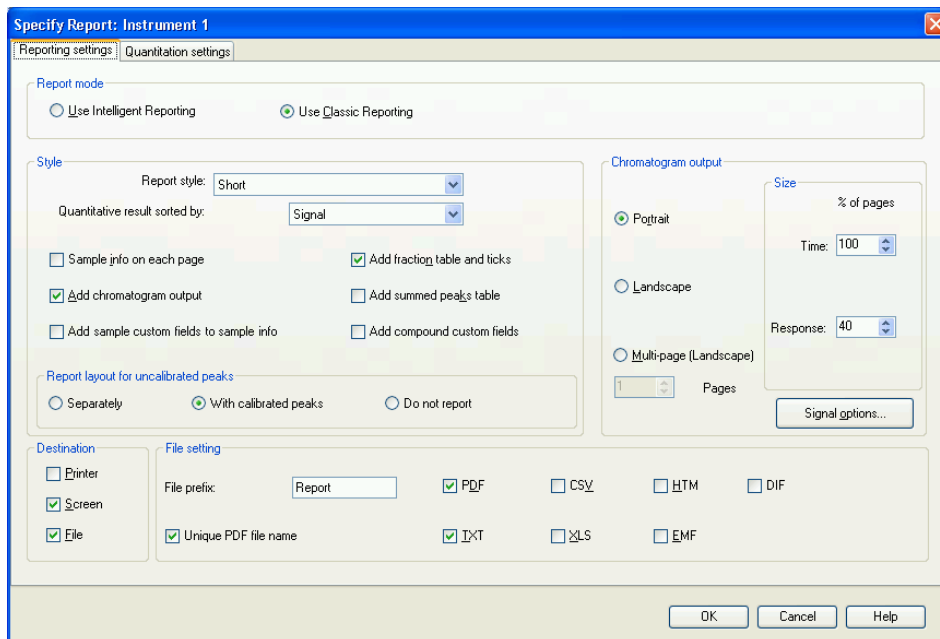 Specify Report: Instrument 1
Reporting settings Quantitation settings
Report mode
Use Intelligent Reporting Use Classic Reporting
Style
Report style: Short
Quantitative result sorted by: Signal
Sample info on each page Add fraction table and ticks
Add chromatogram output Add summed peaks table
Add sample custom fields to sample info Add compound custom fields
Report layout for uncalibrated peaks
Separately With calibrated peaks Do not report
Chromatogram output
Size
% of pages
Portrait
Time: 100
Landscape
Response: 40
Multi-page (Landscape)
1 Pages
Signal options...
Destination
Printer
Screen
File
File setting
File prefix: Report PDF CSV HTM DIF
Unique PDF file name TXT XLS EMF
OK Cancel Help